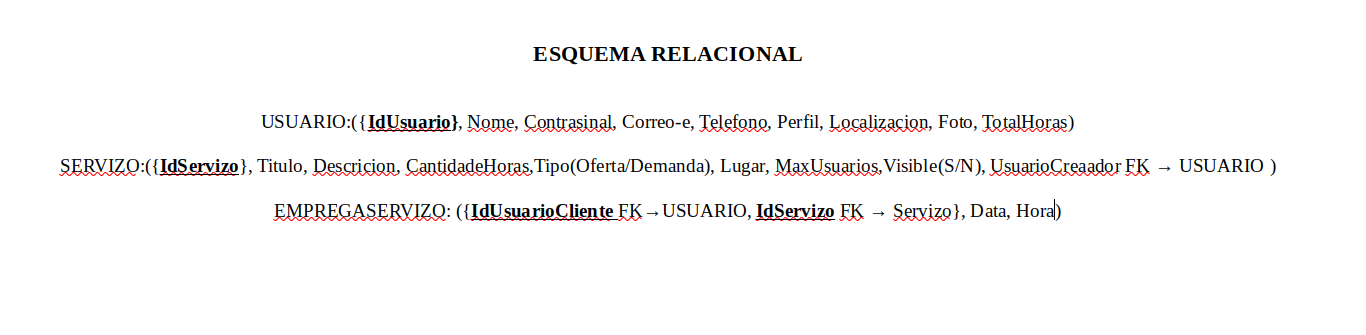 ESQUEMA RELACIONAL
USUARIO:({IdUsuario}, Nome, Contrasinal, Correo-e, Telefono, Perfil, Localizacion, Foto, TotalHoras)
SERVIZO:({IdServizo}, Titulo, Descricion, CantidadeHoras,Tipo(Oferta/Demanda), Lugar, MaxUsuarios,Visible(S/N), UsuarioCreaador FK → USUARIO )
EMPREGASERVIZO: ({IdUsuarioCliente FK→USUARIO, IdServizo FK → Servizo}, Data, Hora)